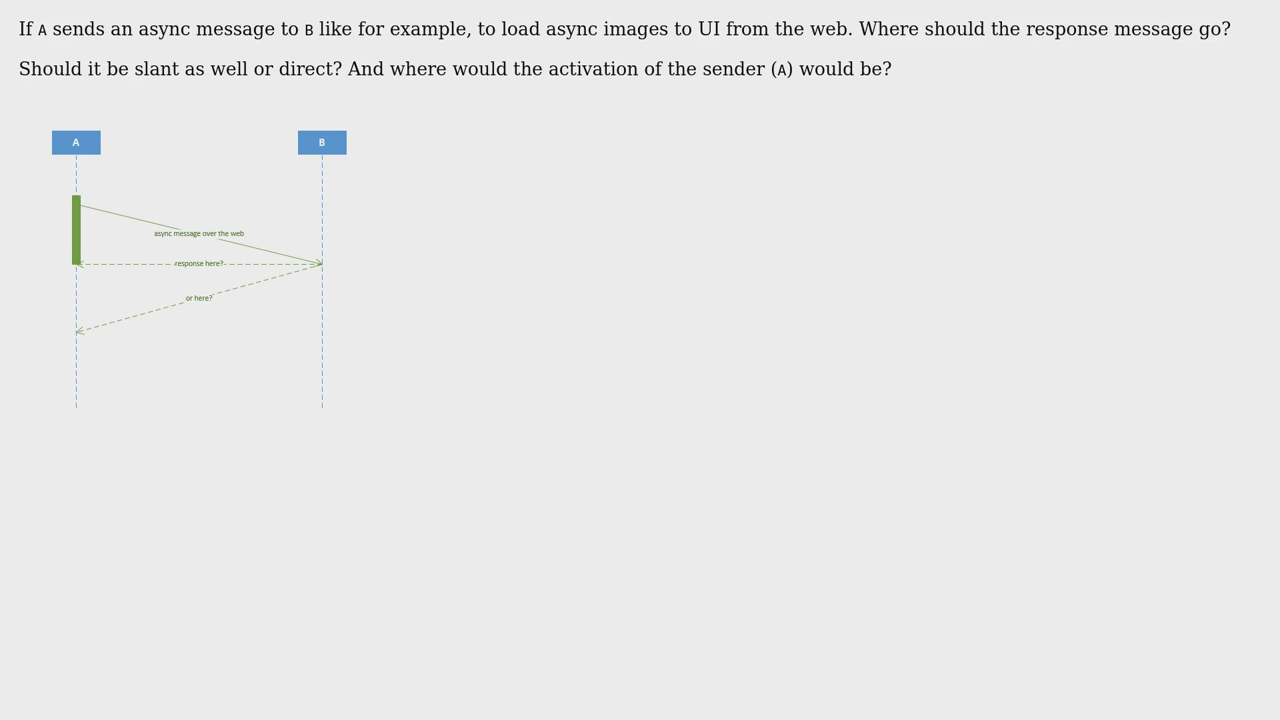 If A sends an async message to B like for example, to load async images to UI from the web. Where should the response message go?
Should it be slant as well or direct? And where would the activation of the sender (A) would be?
A
B
async message over the web
response here?
or here?